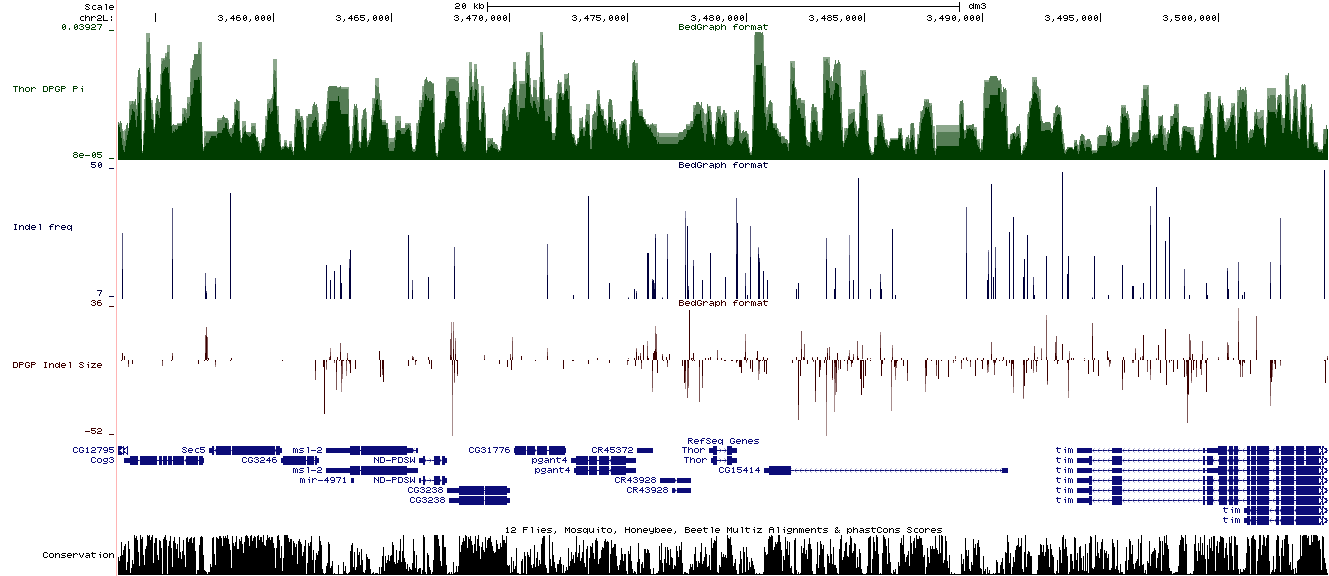 Scale 20 kb dm3
chr2L: 3,460,000 3,465,000 3,470,000 3,475,000 3,480,000 3,485,000 3,490,000 3,495,000 3,500,000
0.03927 _ BedGraph format
Thor DPGP Pi
8e-05 _
50 _ BedGraph format
Indel freq
7 _
36 _ BedGraph format
DPGP Indel Size
-52 _
RefSeq Genes
CG12795 Sec5 msl-2 CG31776 CR45372 Thor tim
Cog3 CG3246 ND-PDSW pgant4 Thor tim
msl-2 pgant4 CG15414 tim
mir-4971 ND-PDSW CR43928 tim
CG3238 CR43928 tim
CG3238 tim
tim
tim
12 Flies, Mosquito, Honeybee, Beetle Multiz Alignments & phastCons Scores
Conservation